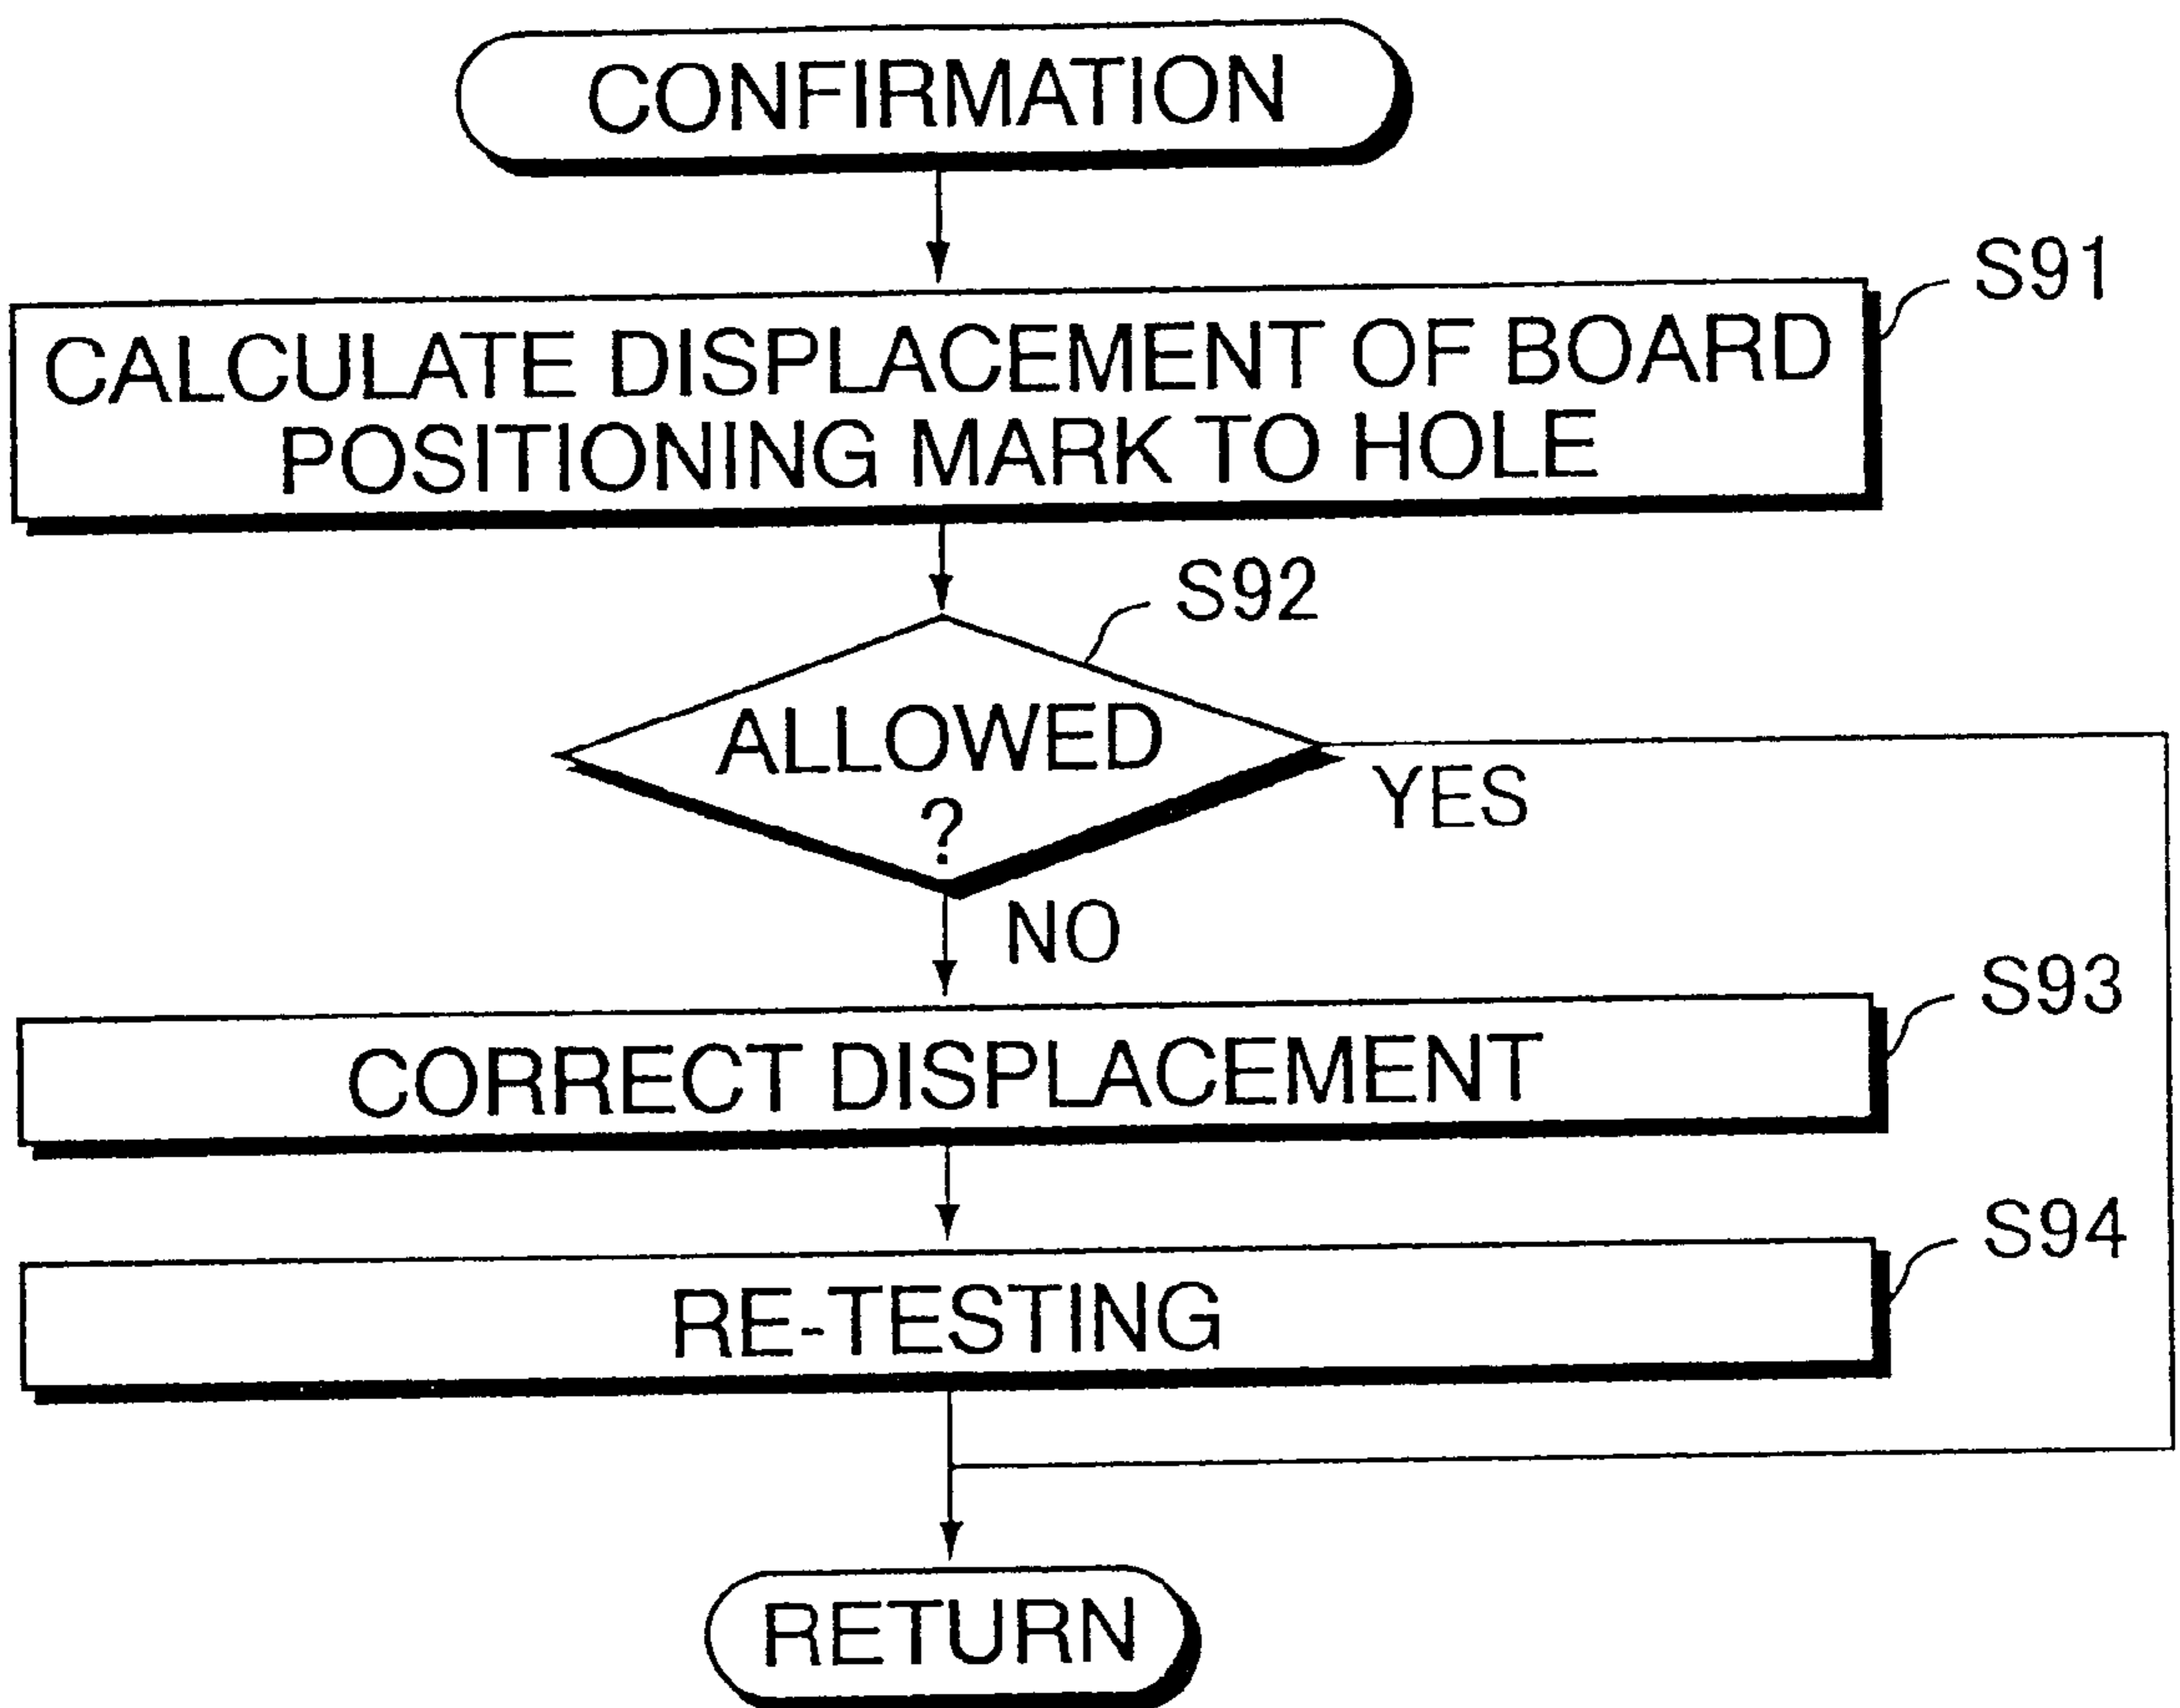 CONFIRMATION
S91
CALCULATE DISPLACEMENT OF BOARD
POSITIONING MARK TO HOLE
S92
ALLOWED
?
YES
NO
S93
CORRECT DISPLACEMENT
S94
RE-TESTING
RETURN